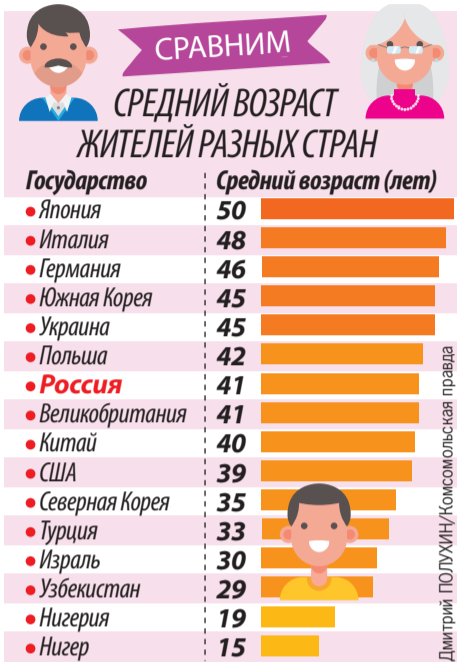 СРАВНИМ
СРЕДНИЙ ВОЗРАСТ
ЖИТЕЛЕЙ РАЗНЫХ СТРАН
Государство Средний возраст (лет)
• Япония 50
• Италия 48
• Германия 46
• Южная Корея 45
• Украина 45
• Польша 42
• Россия 41
• Великобритания 41
• Китай 40
• США 39
• Северная Корея 35
• Турция 33
• Израль 30
• Узбекистан 29
• Нигерия 19
• Нигер 15
Дмитрий ПОЛУХИН/Комсомольская правда